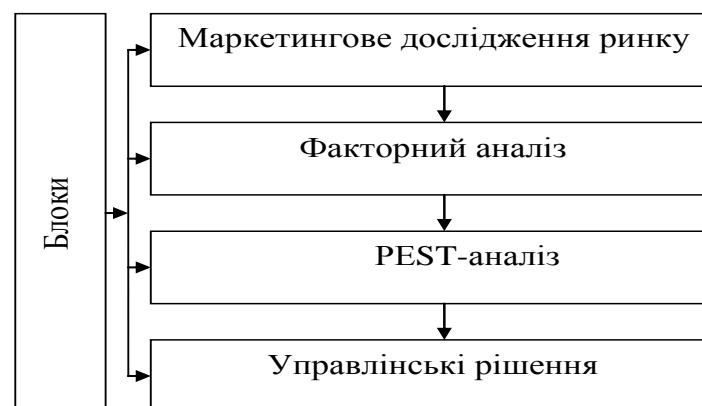 Блоки
Маркетингове дослідження ринку
Факторний аналіз
PEST-аналіз
Управлінські рішення